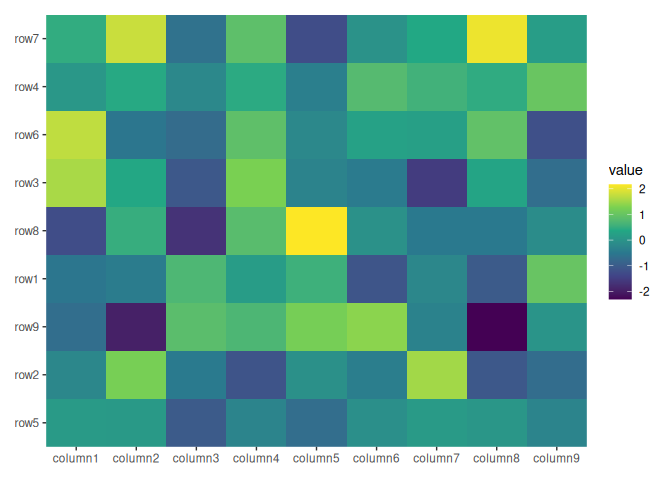 row7
row4
row6
row3
row8
row1
row9
row2
row5
column1 column2 column3 column4 column5 column6 column7 column8 column9
value
2
1
0
-1
-2